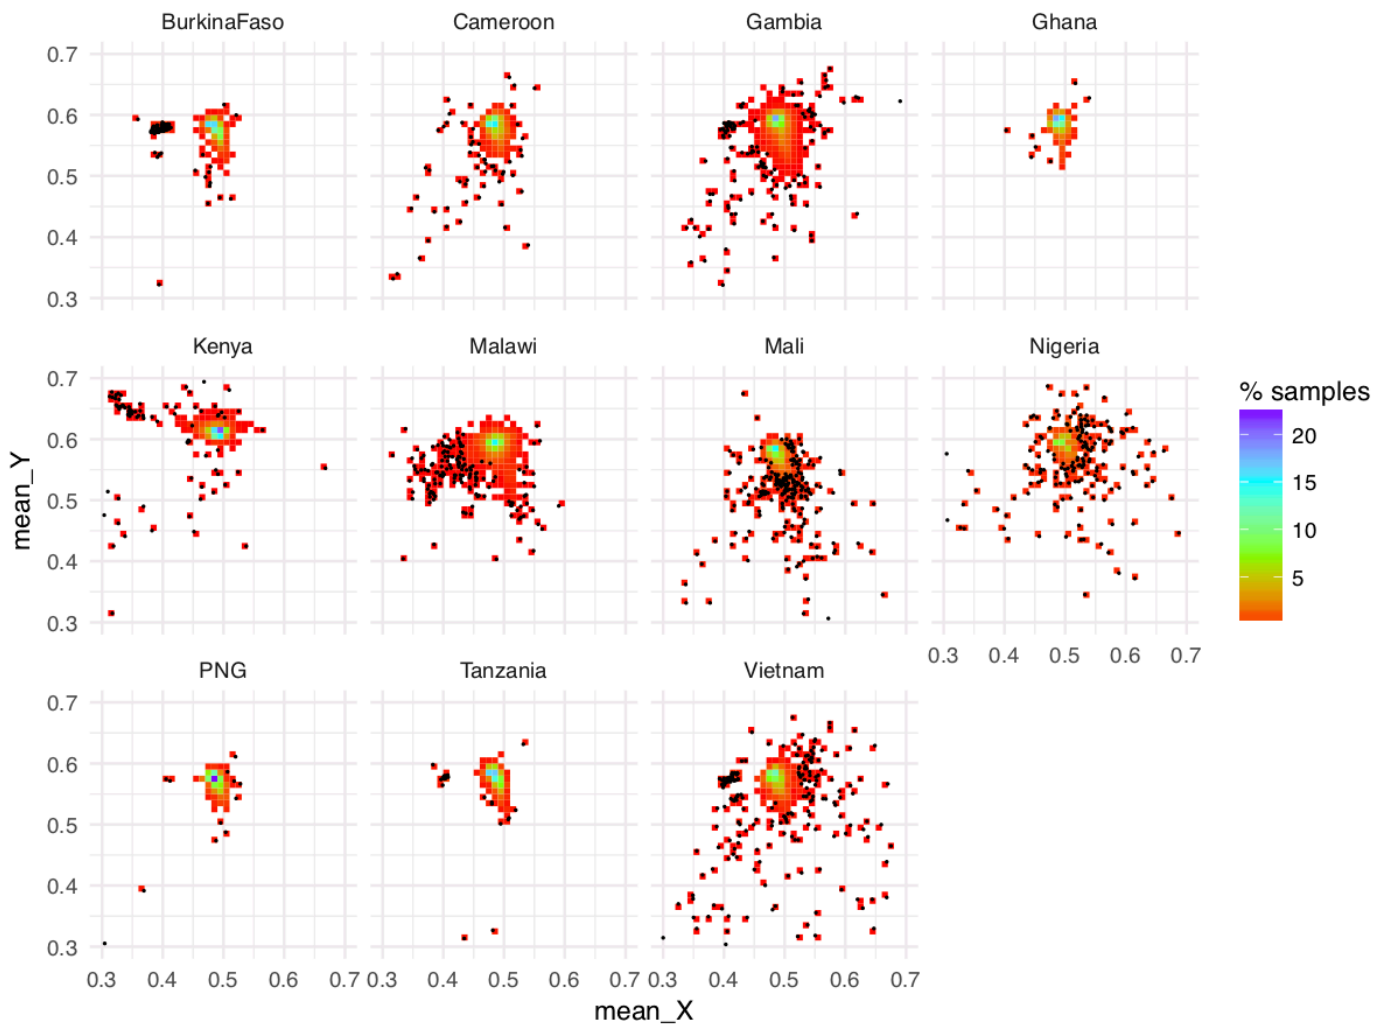 BurkinaFaso Cameroon Gambia Ghana
0.7
0.6
0.5
0.4
0.3
Kenya Malawi Mali Nigeria
0.7
0.6
0.5
0.4
0.3
0.3 0.4 0.5 0.6 0.7
% samples
20
15
10
5
PNG Tanzania Vietnam
0.7
0.6
0.5
0.4
0.3
0.3 0.4 0.5 0.6 0.7 0.3 0.4 0.5 0.6 0.7 0.3 0.4 0.5 0.6 0.7
mean_X
mean_Y